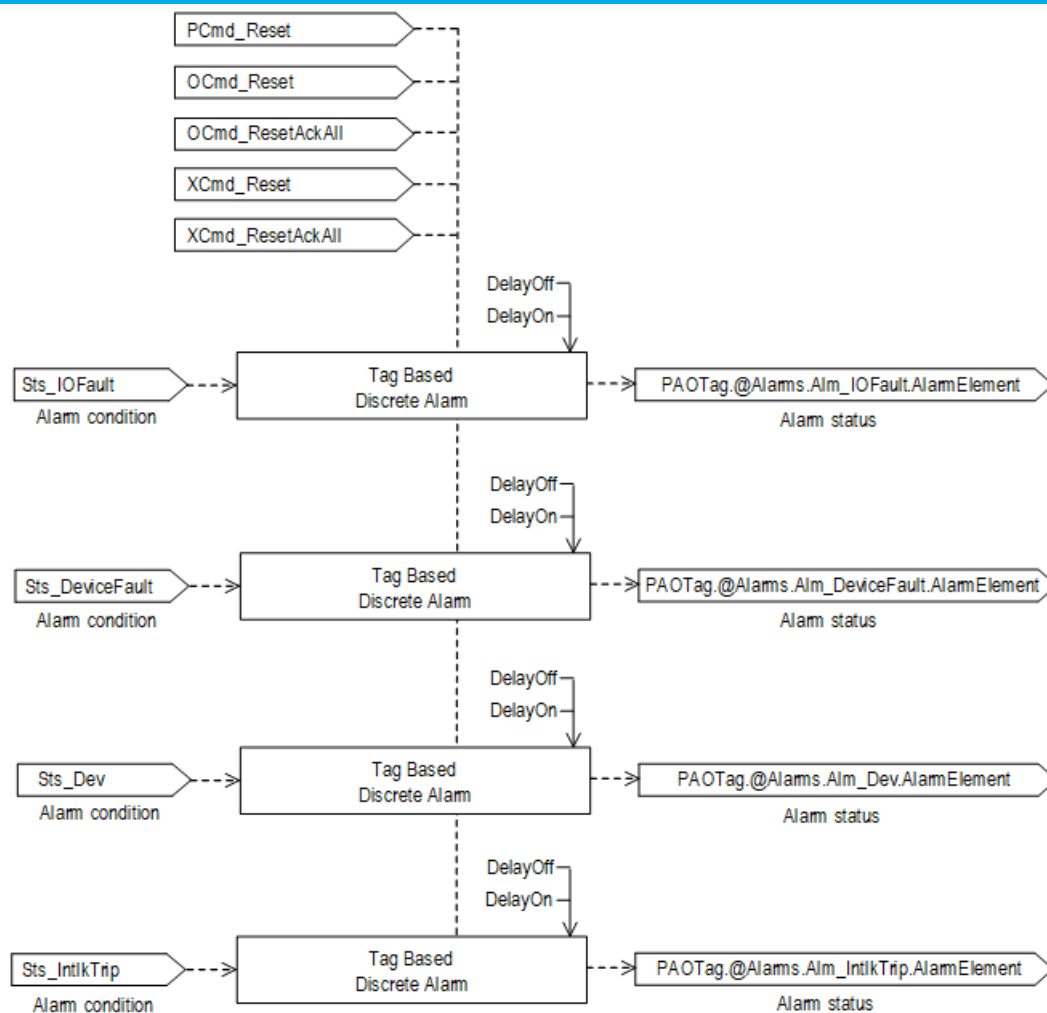 PCmd_Reset
OCmd_Reset
OCmd_ResetAckAll
XCmd_Reset
XCmd_ResetAckAll
DelayOff
DelayOn
Sts_IOFault
Alarm condition
Tag Based
Discrete Alarm
PAOTag.@Alarms.Alm_IOFault.AlarmElement
Alarm status
DelayOff
DelayOn
Sts_DeviceFault
Alarm condition
Tag Based
Discrete Alarm
PAOTag.@Alarms.Alm_DeviceFault.AlarmElement
Alarm status
DelayOff
DelayOn
Sts_Dev
Alarm condition
Tag Based
Discrete Alarm
PAOTag.@Alarms.Alm_Dev.AlarmElement
Alarm status
DelayOff
DelayOn
Sts_IntlkTrip
Alarm condition
Tag Based
Discrete Alarm
PAOTag.@Alarms.Alm_IntlkTrip.AlarmElement
Alarm status